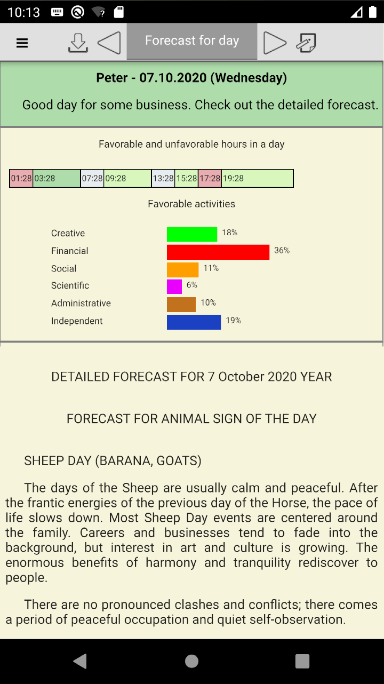 10:13
Forecast for day
Peter - 07.10.2020 (Wednesday)
Good day for some business. Check out the detailed forecast.
Favorable and unfavorable hours in a day
01:28 03:28 07:28 09:28 13:28 15:28 17:28 19:28
Favorable activities
Creative 18%
Financial 36%
Social 11%
Scientific 6%
Administrative 10%
Independent 19%
DETAILED FORECAST FOR 7 October 2020 YEAR
FORECAST FOR ANIMAL SIGN OF THE DAY
SHEEP DAY (BARANA, GOATS)
The days of the Sheep are usually calm and peaceful. After
the frantic energies of the previous day of the Horse, the pace of
life slows down. Most Sheep Day events are centered around
the family. Careers and businesses tend to fade into the
background, but interest in art and culture is growing. The
enormous benefits of harmony and tranquility rediscover to
people.
There are no pronounced clashes and conflicts; there comes
a period of peaceful occupation and quiet self-observation.